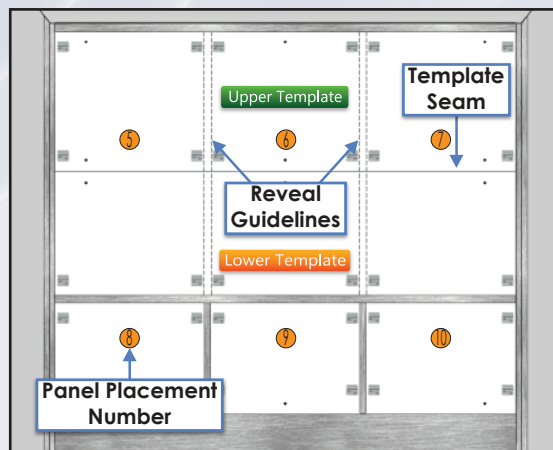 Upper Template
Template
Seam
5
6
7
Reveal
Guidelines
Lower Template
8
9
10
Panel Placement
Number